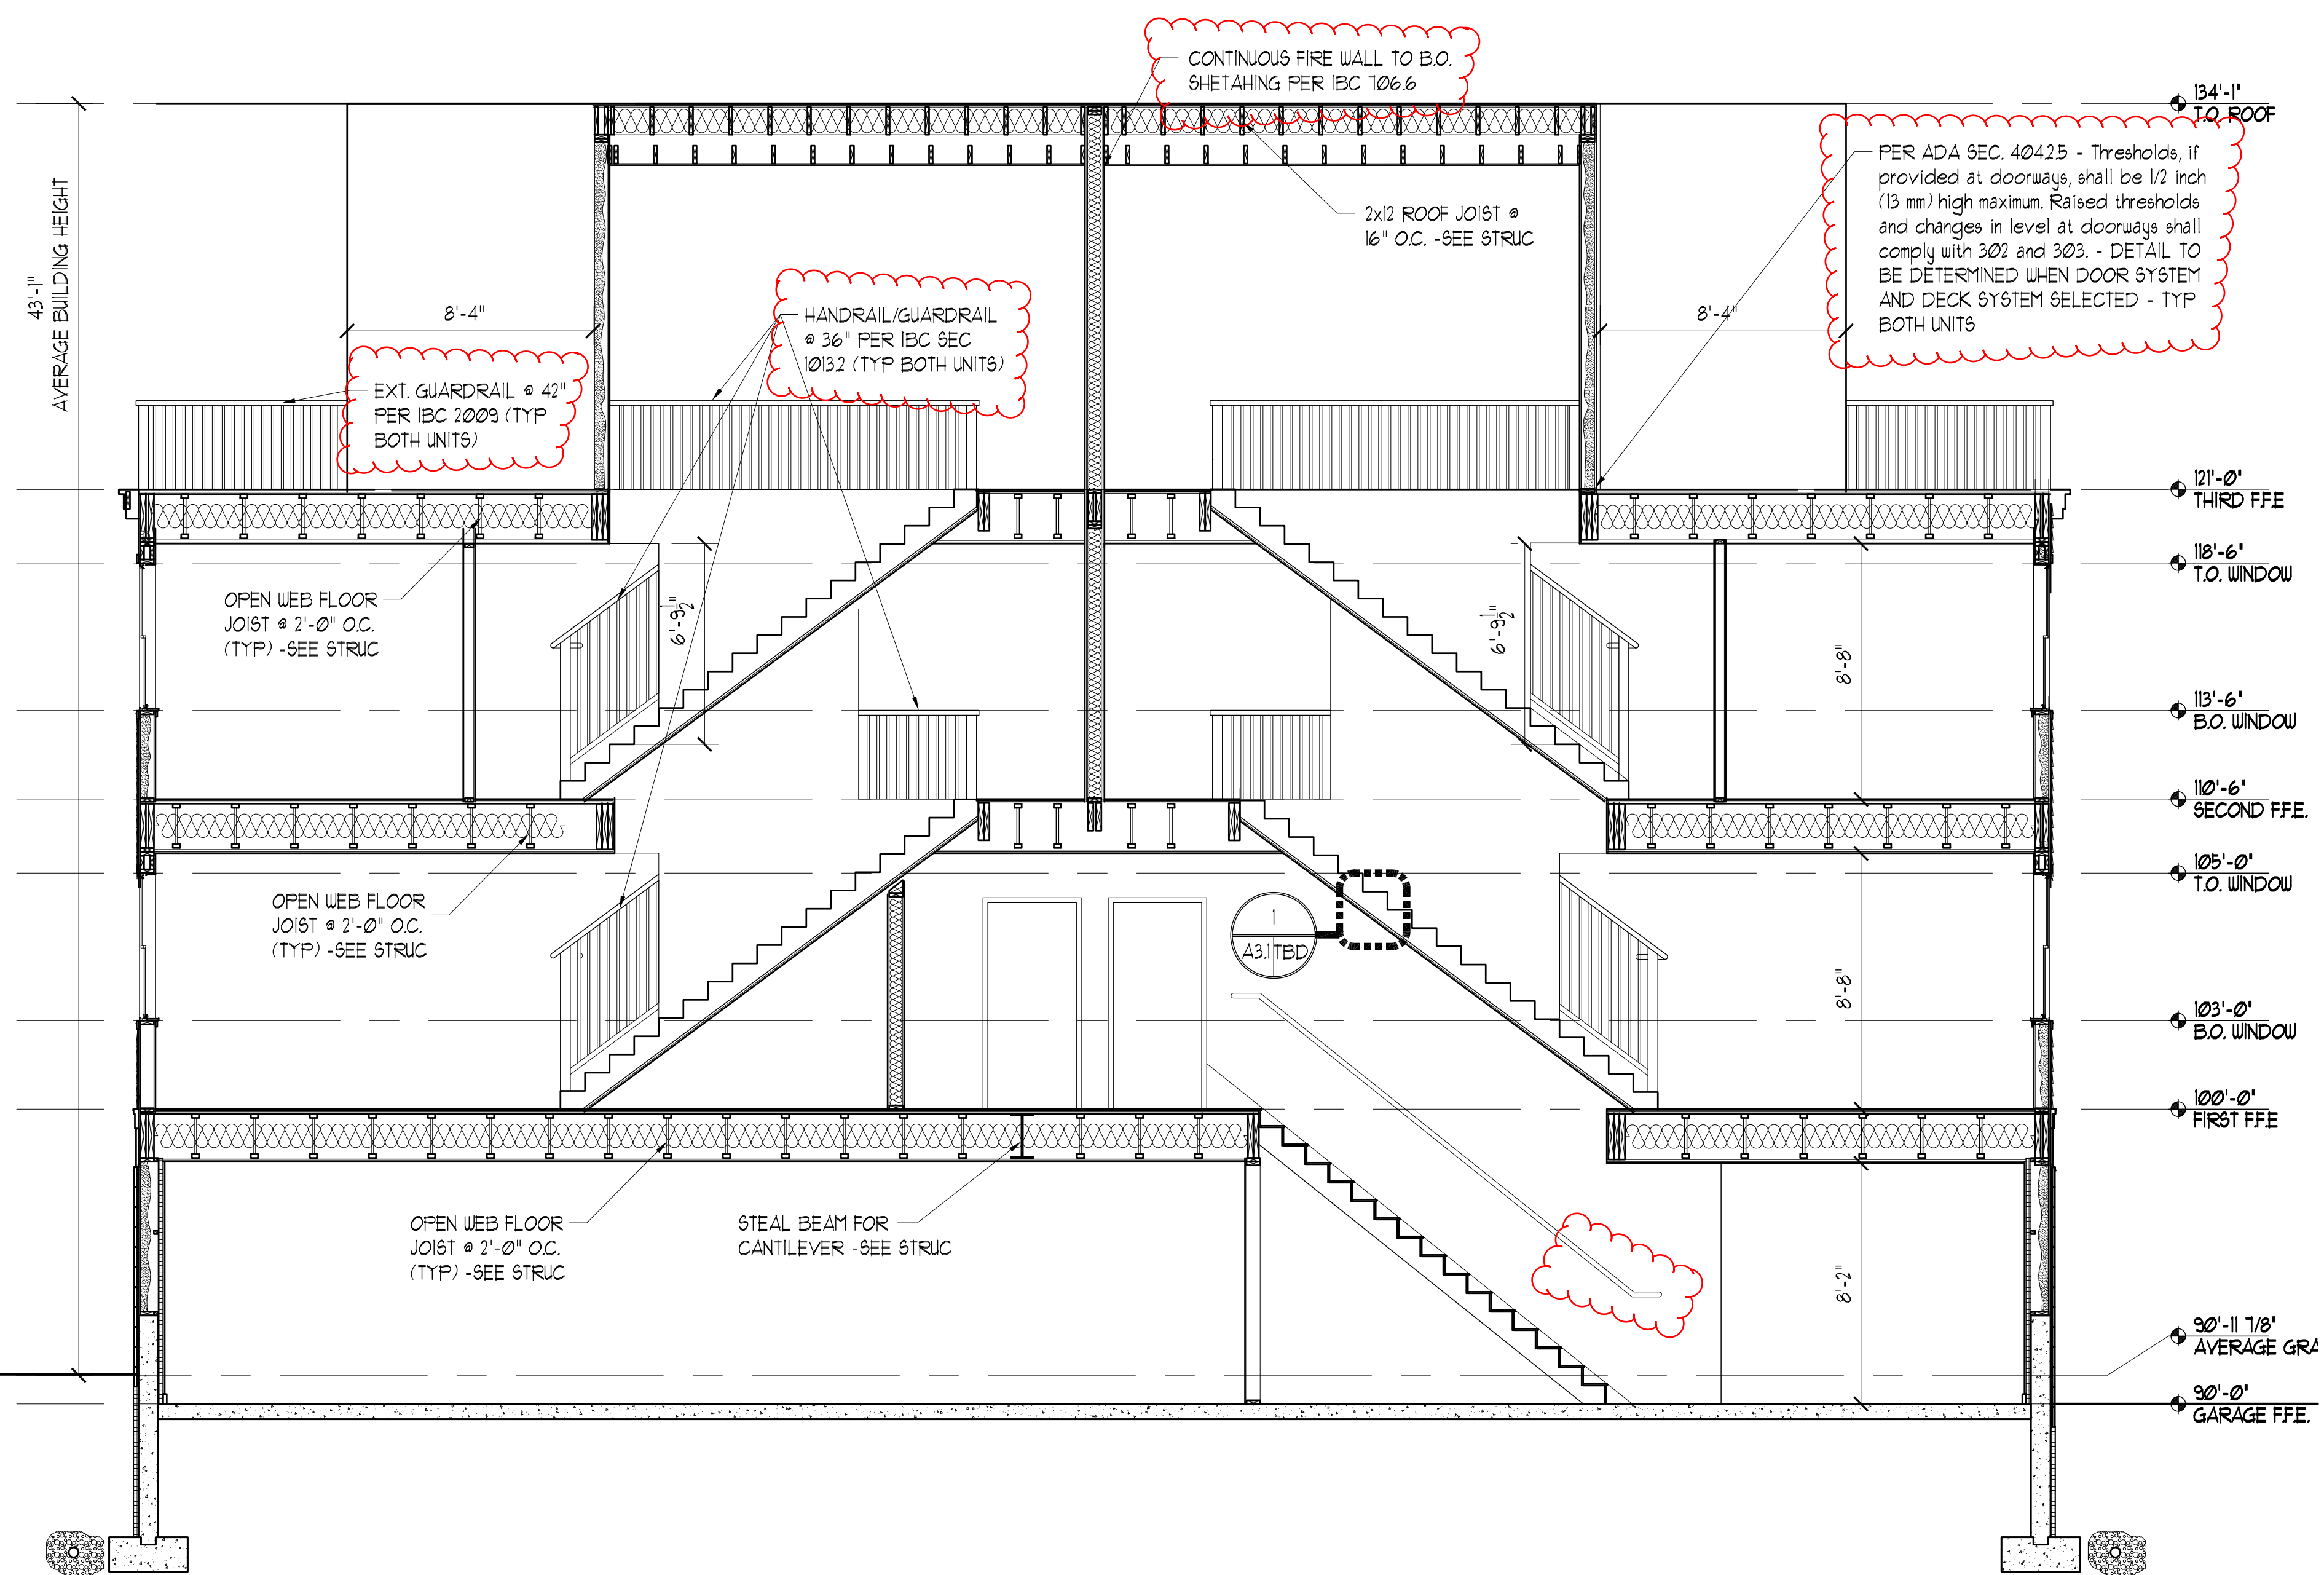 CONTINUOUS FIRE WALL TO B.O.
SHETAHING PER IBC 706.6
134'-1"
T.O. ROOF
PER ADA SEC. 404.2.5 - Thresholds, if
provided at doorways, shall be 1/2 inch
(13 mm) high maximum. Raised thresholds
and changes in level at doorways shall
comply with 302 and 303. - DETAIL TO
BE DETERMINED WHEN DOOR SYSTEM
AND DECK SYSTEM SELECTED - TYP
BOTH UNITS
43'-1"
AVERAGE BUILDING HEIGHT
2x12 ROOF JOIST @
16" O.C. -SEE STRUC
8'-4"
HANDRAIL/GUARDRAIL
@ 36" PER IBC SEC
1013.2 (TYP BOTH UNITS)
8'-4"
EXT. GUARDRAIL @ 42"
PER IBC 2009 (TYP
BOTH UNITS)
121'-0"
THIRD F.F.E
118'-6"
T.O. WINDOW
OPEN WEB FLOOR
JOIST @ 2'-0" O.C.
(TYP) -SEE STRUC
6'-9 1/2"
6'-9 1/2"
8'-8"
113'-6"
B.O. WINDOW
110'-6"
SECOND F.F.E.
105'-0"
T.O. WINDOW
OPEN WEB FLOOR
JOIST @ 2'-0" O.C.
(TYP) -SEE STRUC
1
A3.1 TBD
8'-8"
103'-0"
B.O. WINDOW
100'-0"
FIRST F.F.E
OPEN WEB FLOOR
JOIST @ 2'-0" O.C.
(TYP) -SEE STRUC
STEAL BEAM FOR
CANTILEVER -SEE STRUC
8'-2"
90'-11 7/8"
AVERAGE GRA
90'-0"
GARAGE F.F.E.